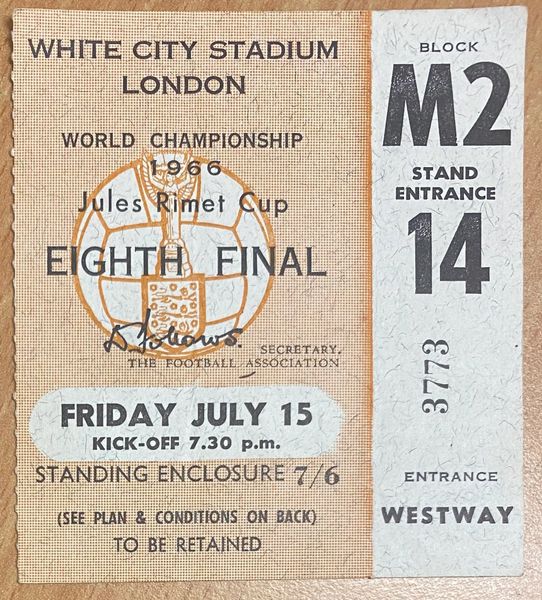 WHITE CITY STADIUM
LONDON
WORLD CHAMPIONSHIP
1966
Jules Rimet Cup
EIGHTH FINAL
D. Follows.
SECRETARY,
THE FOOTBALL ASSOCIATION
FRIDAY JULY 15
KICK-OFF 7.30 p.m.
STANDING ENCLOSURE 7/6
(SEE PLAN & CONDITIONS ON BACK)
TO BE RETAINED
BLOCK
M2
STAND
ENTRANCE
14
3773
ENTRANCE
WESTWAY